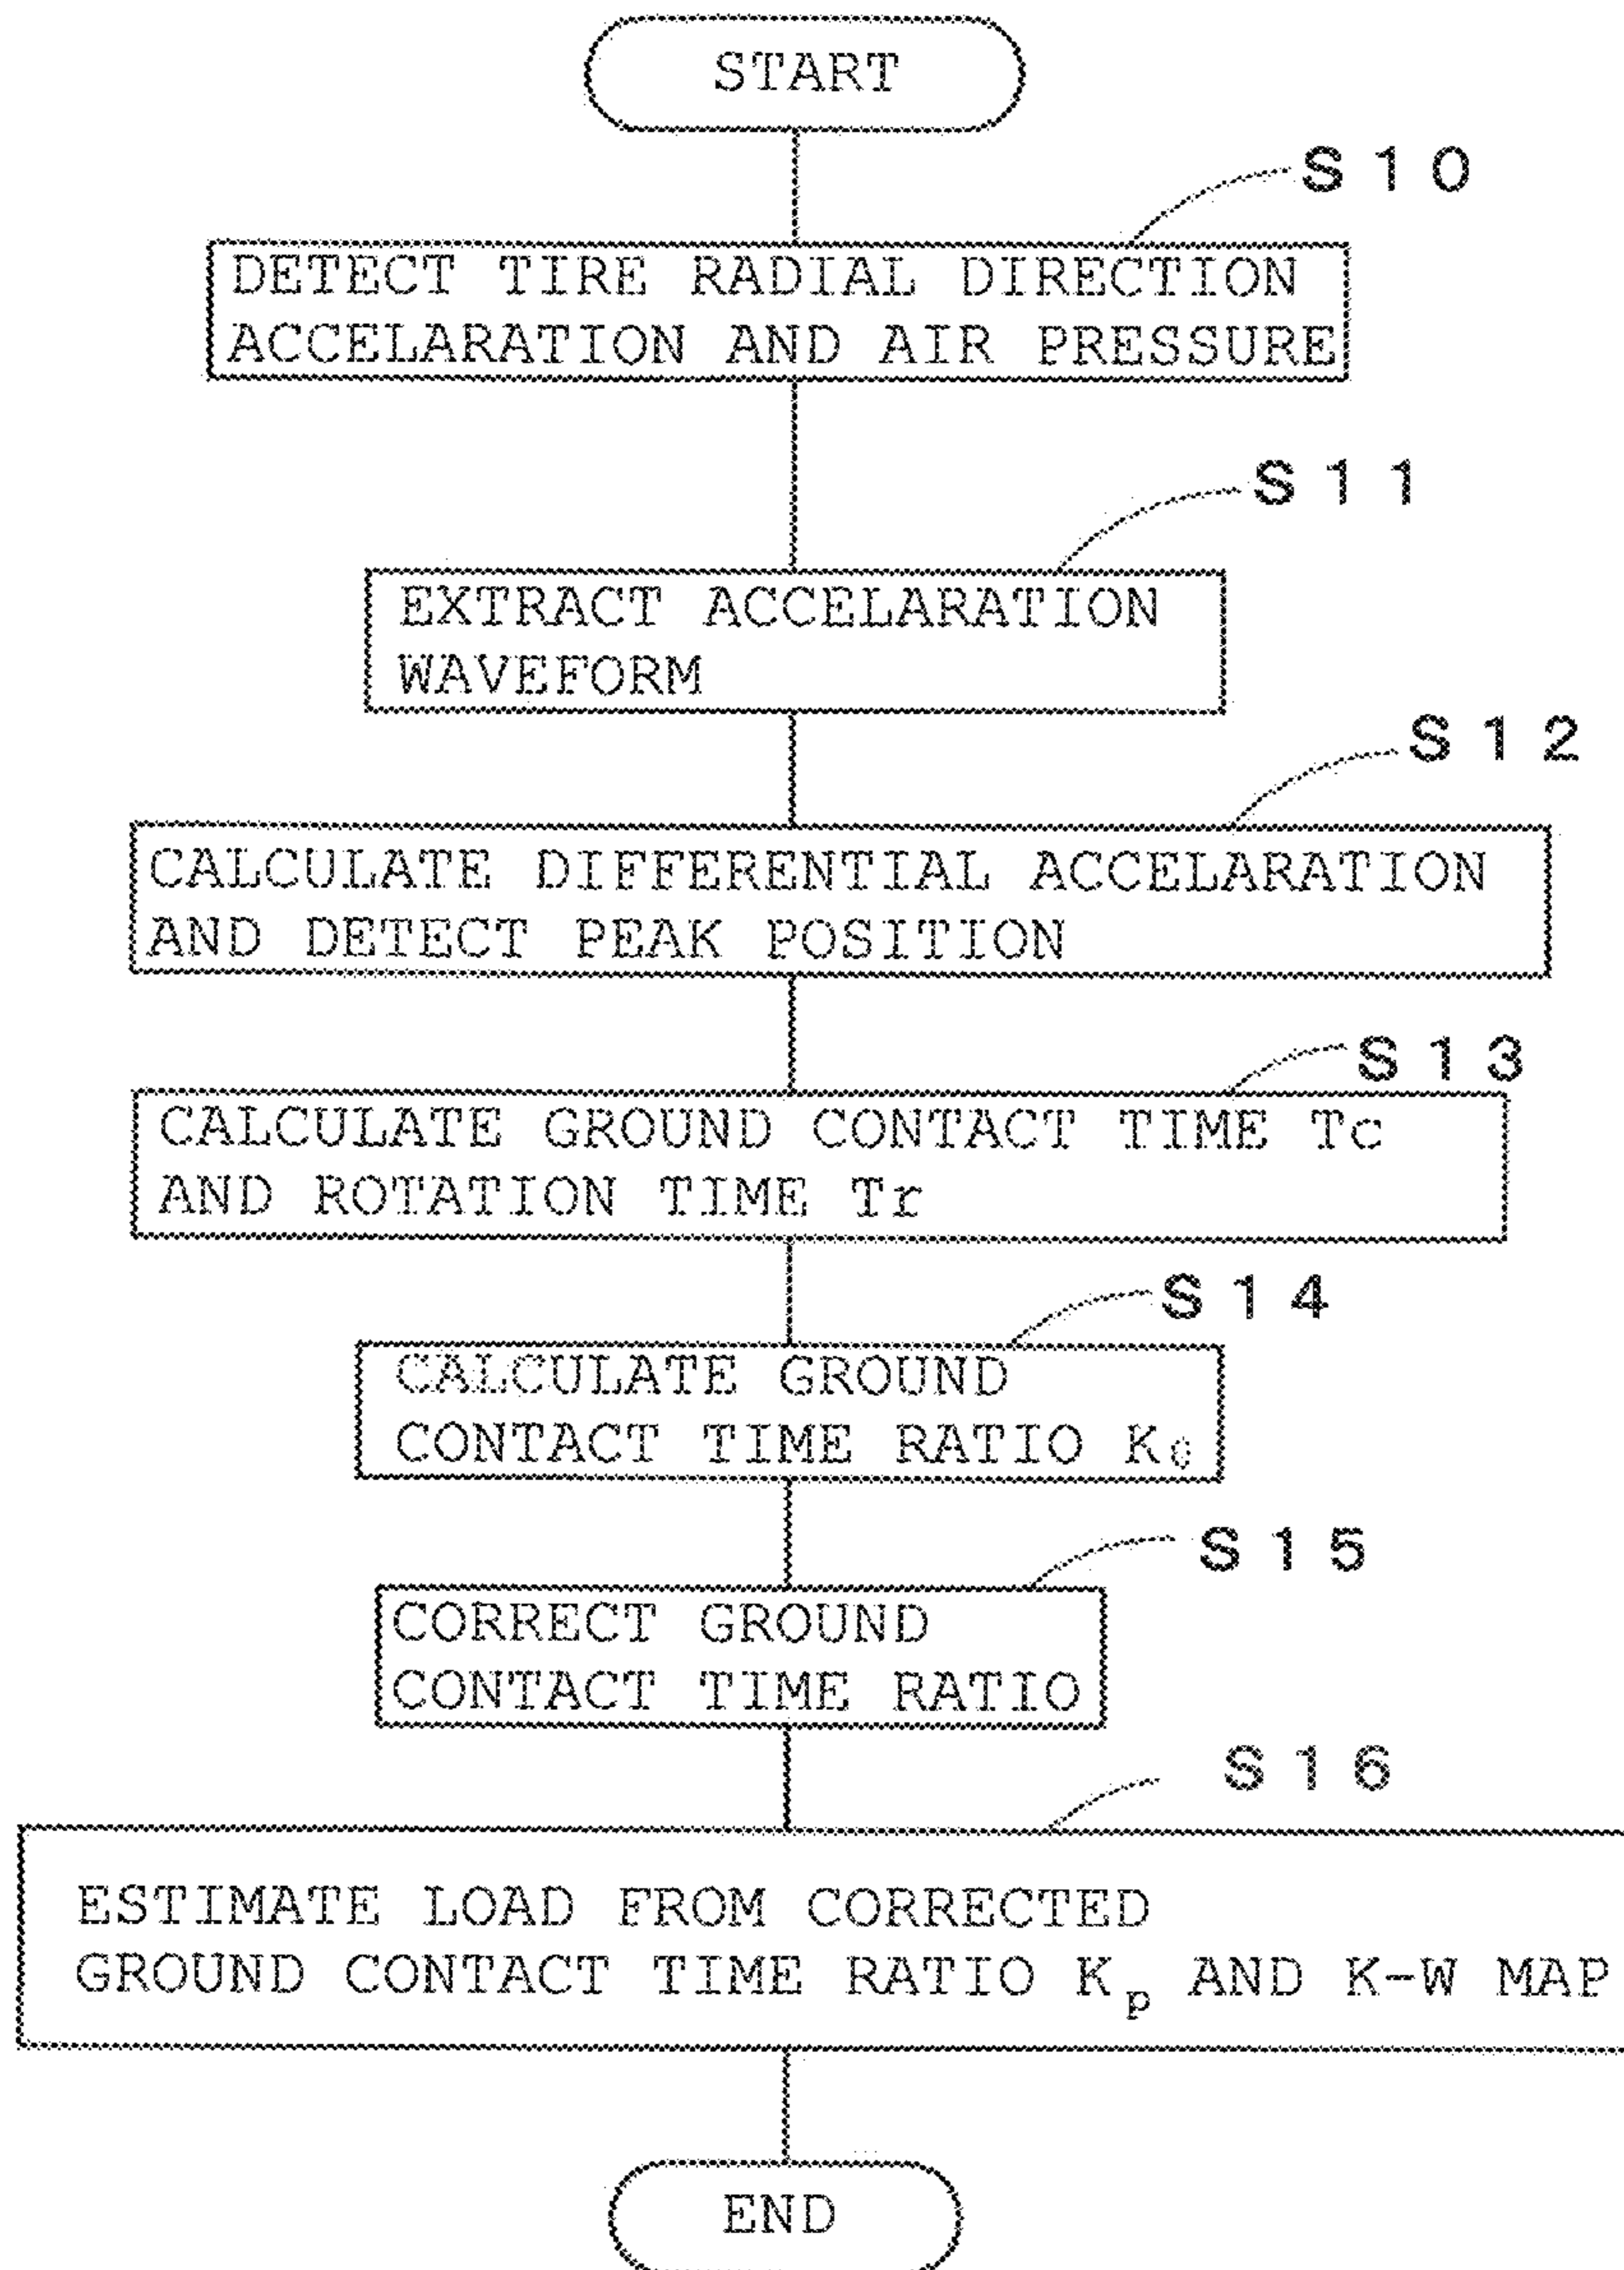 START
S10
DETECT TIRE RADIAL DIRECTION
ACCELARATION AND AIR PRESSURE
S11
EXTRACT ACCELARATION
WAVEFORM
S12
CALCULATE DIFFERENTIAL ACCELARATION
AND DETECT PEAK POSITION
S13
CALCULATE GROUND CONTACT TIME Tc
AND ROTATION TIME Tr
S14
CALCULATE GROUND
CONTACT TIME RATIO K₀
S15
CORRECT GROUND
CONTACT TIME RATIO
S16
ESTIMATE LOAD FROM CORRECTED
GROUND CONTACT TIME RATIO Kₚ AND K-W MAP
END